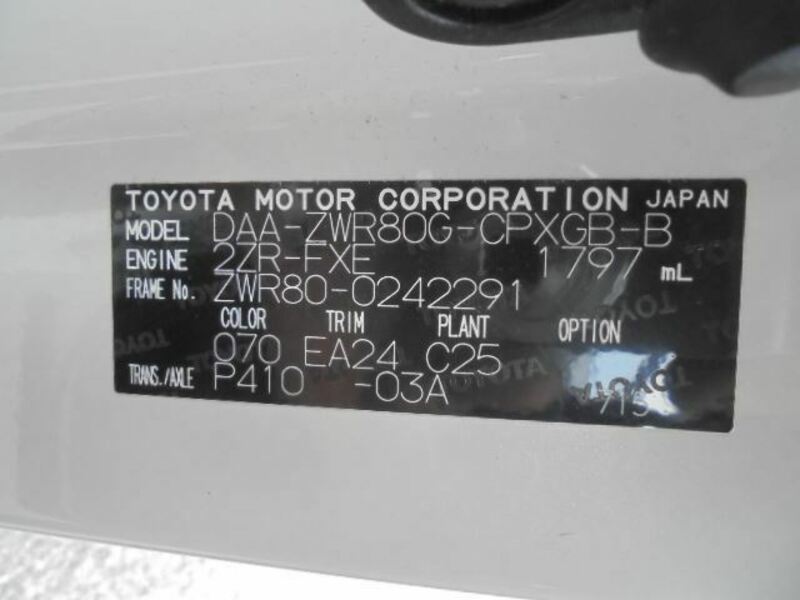 TOYOTA MOTOR CORPORATION JAPAN
MODEL DAA-ZWR80G-CPXGB-B
ENGINE 2ZR-FXE 1797 mL
FRAME No. ZWR80-0242291
COLOR TRIM PLANT OPTION
070 EA24 C25
TRANS./AXLE P410 -03A
TOYOTA